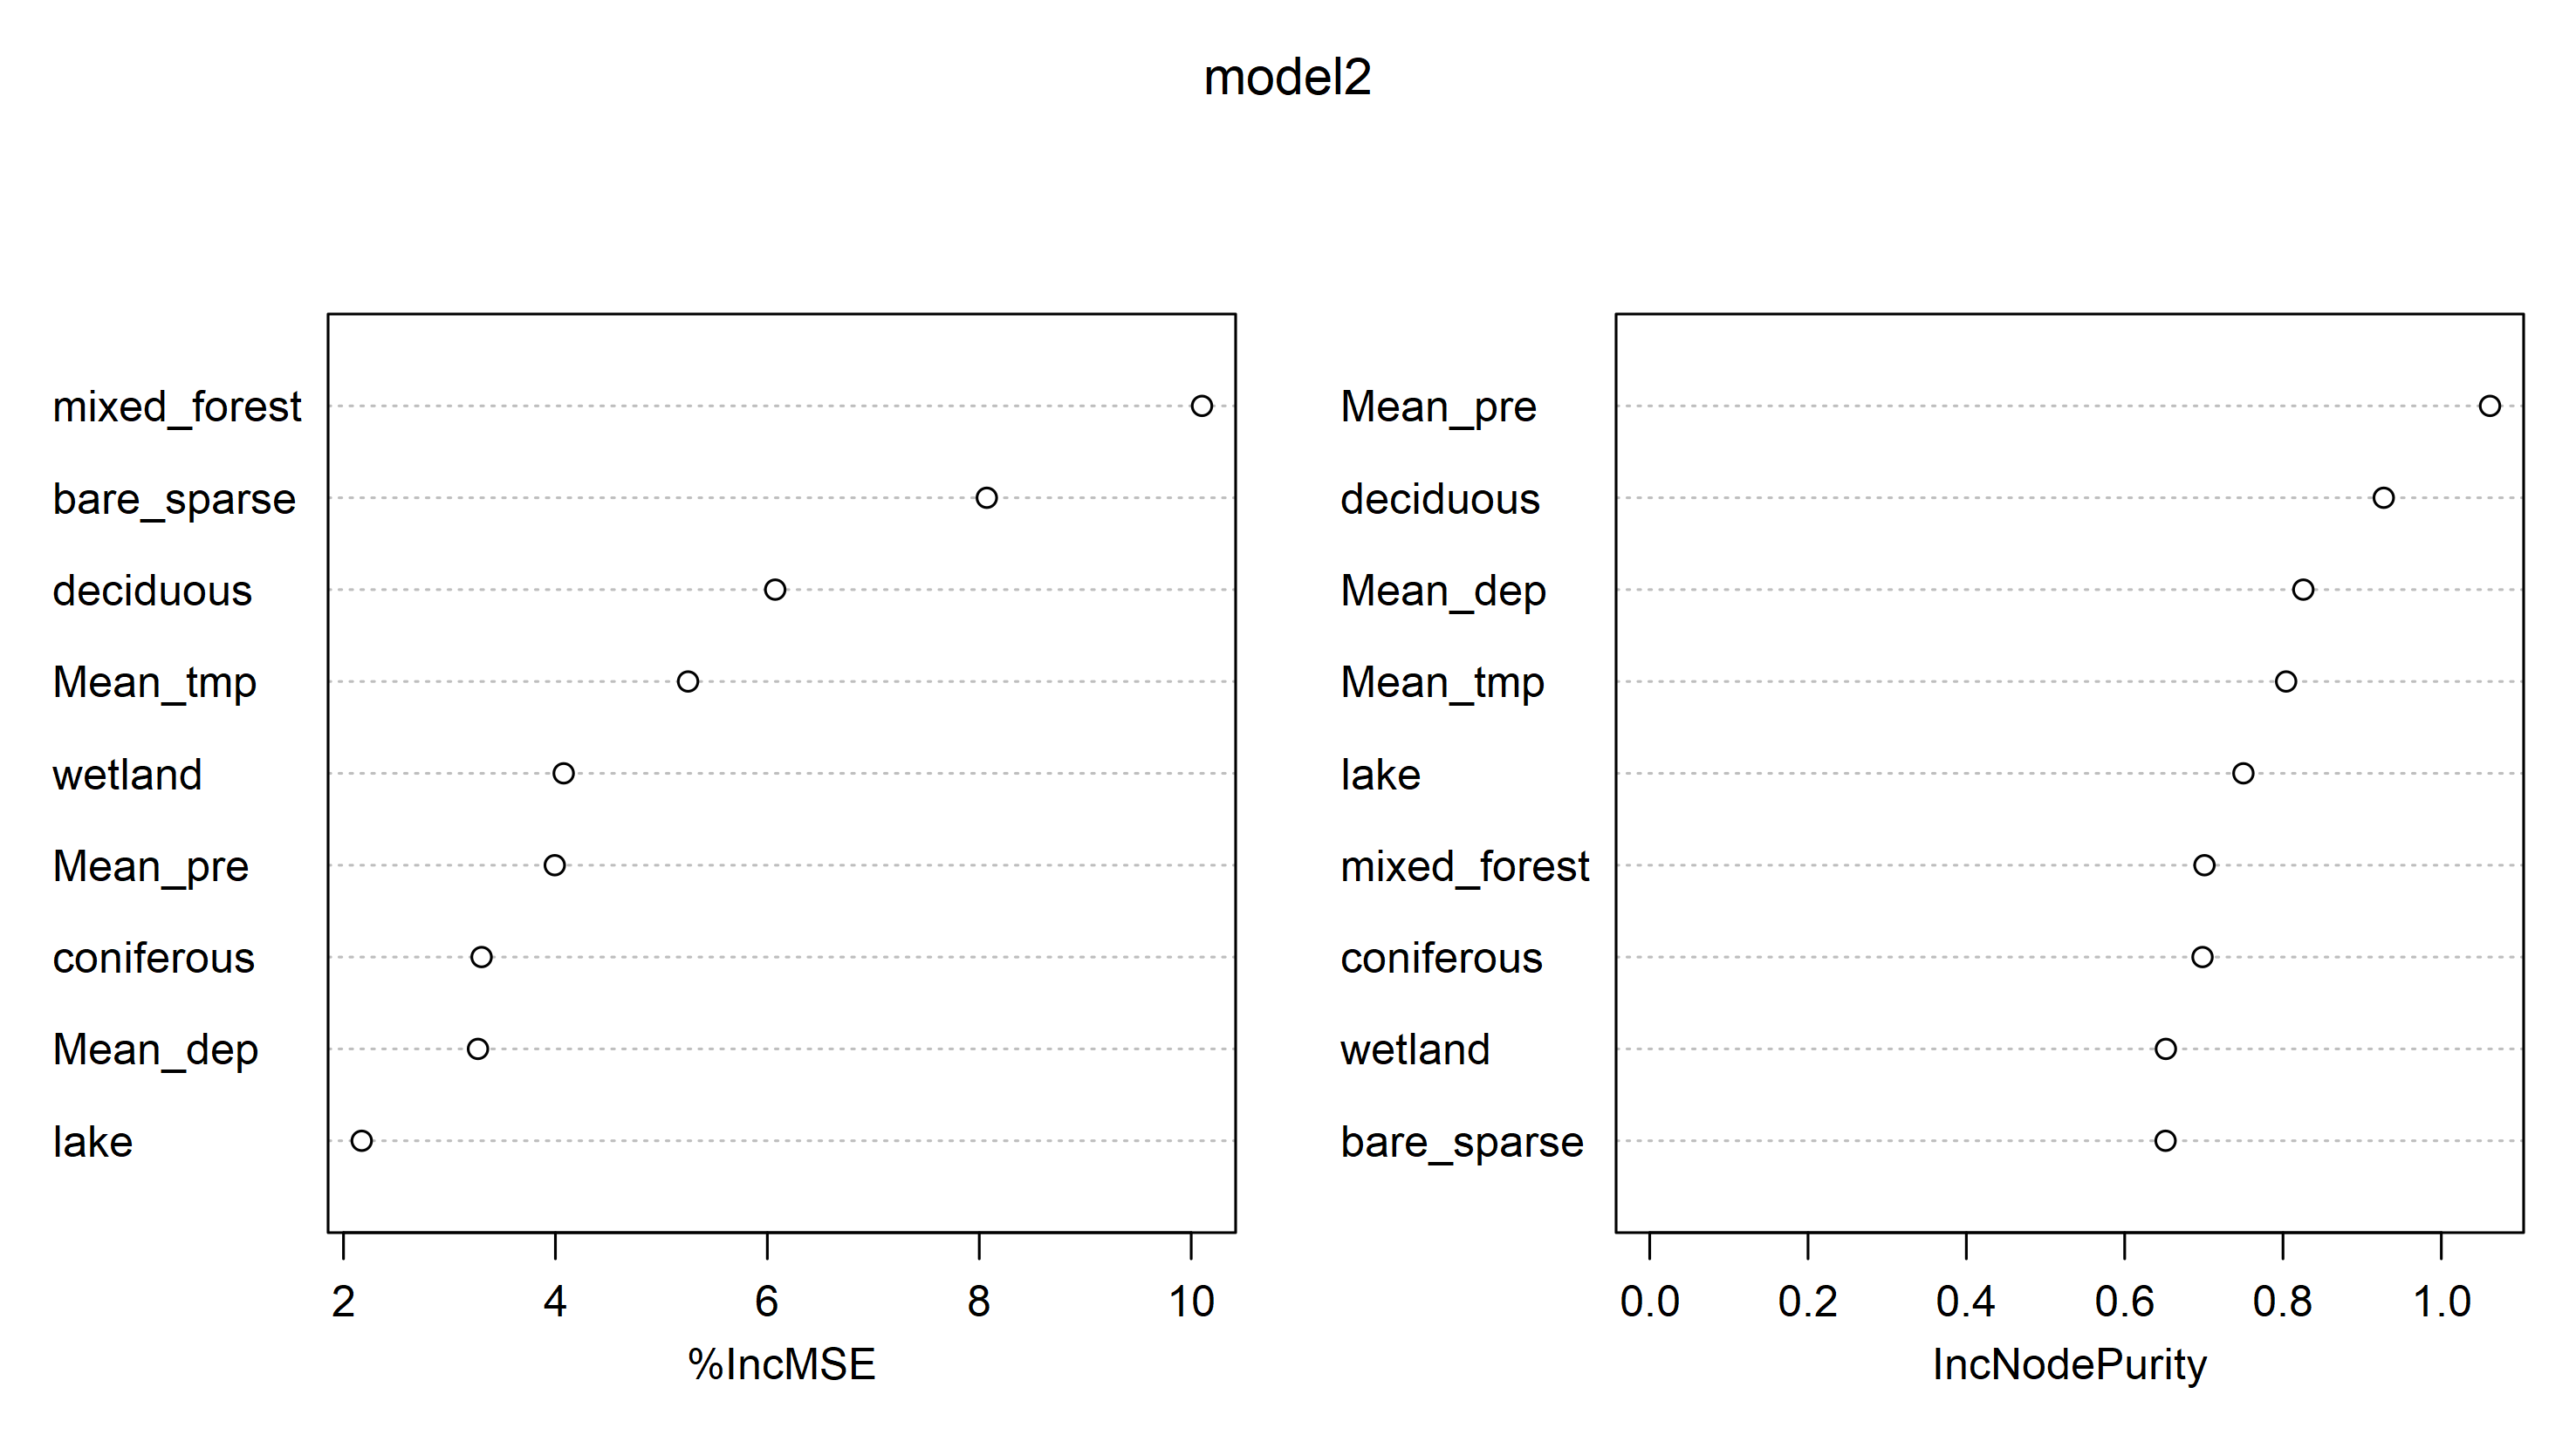 model2
mixed_forest
bare_sparse
deciduous
Mean_tmp
wetland
Mean_pre
coniferous
Mean_dep
lake
2 4 6 8 10
%IncMSE
Mean_pre
deciduous
Mean_dep
Mean_tmp
lake
mixed_forest
coniferous
wetland
bare_sparse
0.0 0.2 0.4 0.6 0.8 1.0
IncNodePurity